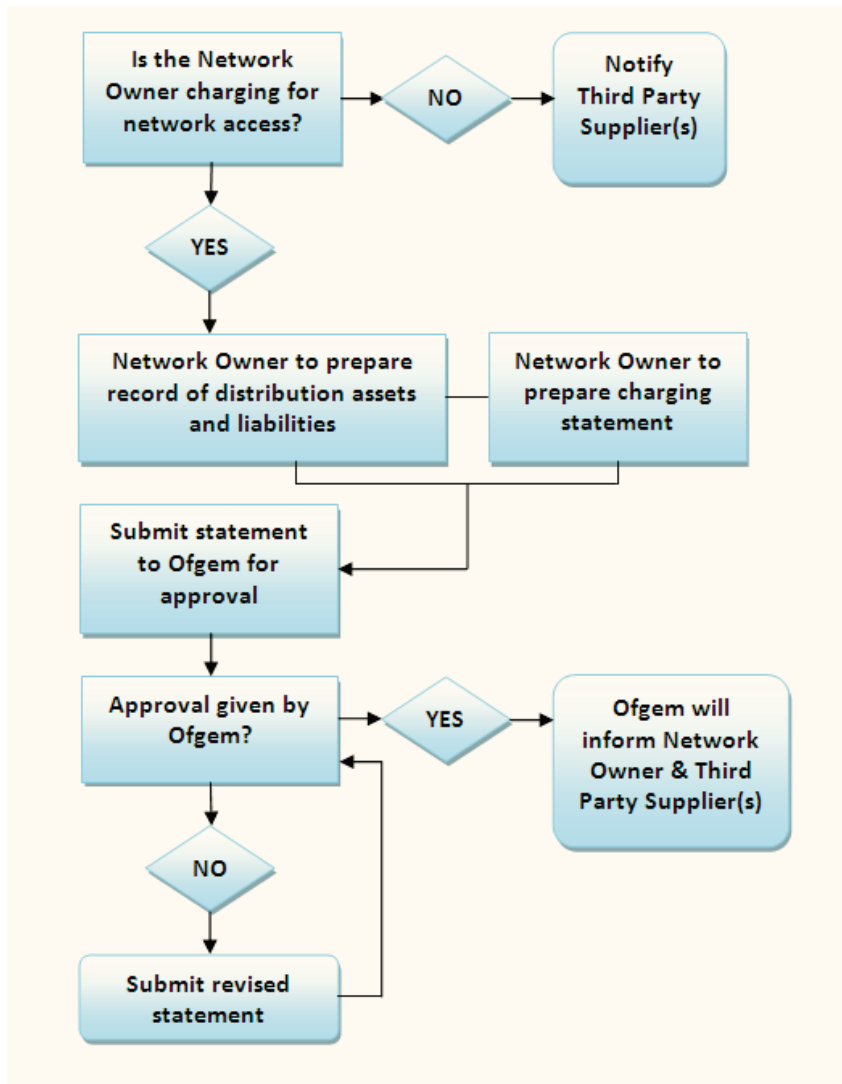 Is the Network
Owner charging for
network access?
NO
Notify
Third Party
Supplier(s)
YES
Network Owner to prepare
record of distribution assets
and liabilities
Network Owner to
prepare charging
statement
Submit statement
to Ofgem for
approval
Approval given by
Ofgem?
YES
Ofgem will
inform Network
Owner & Third
Party Supplier(s)
NO
Submit revised
statement